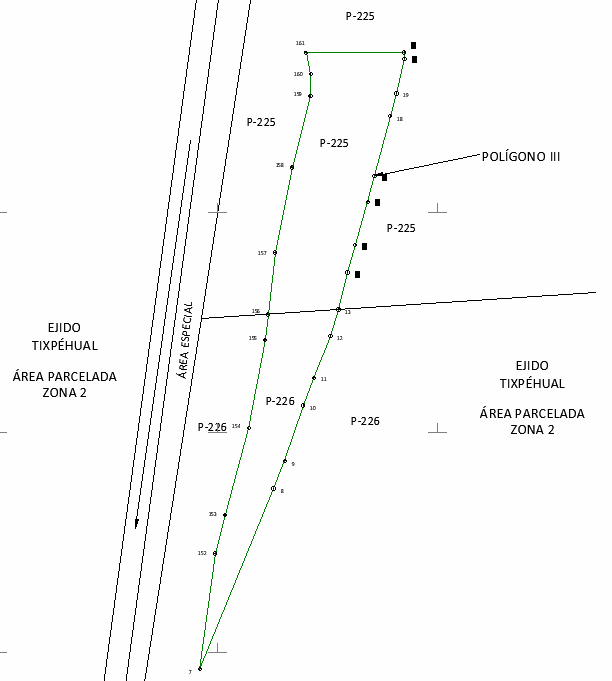 P-225
161
160
159
19
18
P-225
P-225
POLÍGONO III
158
P-225
157
156
13
155
12
ÁREA ESPECIAL
EJIDO
TIXPÉHUAL
ÁREA PARCELADA
ZONA 2
EJIDO
TIXPÉHUAL
ÁREA PARCELADA
ZONA 2
11
P-226
10
P-226
P-226
154
9
8
153
152
7